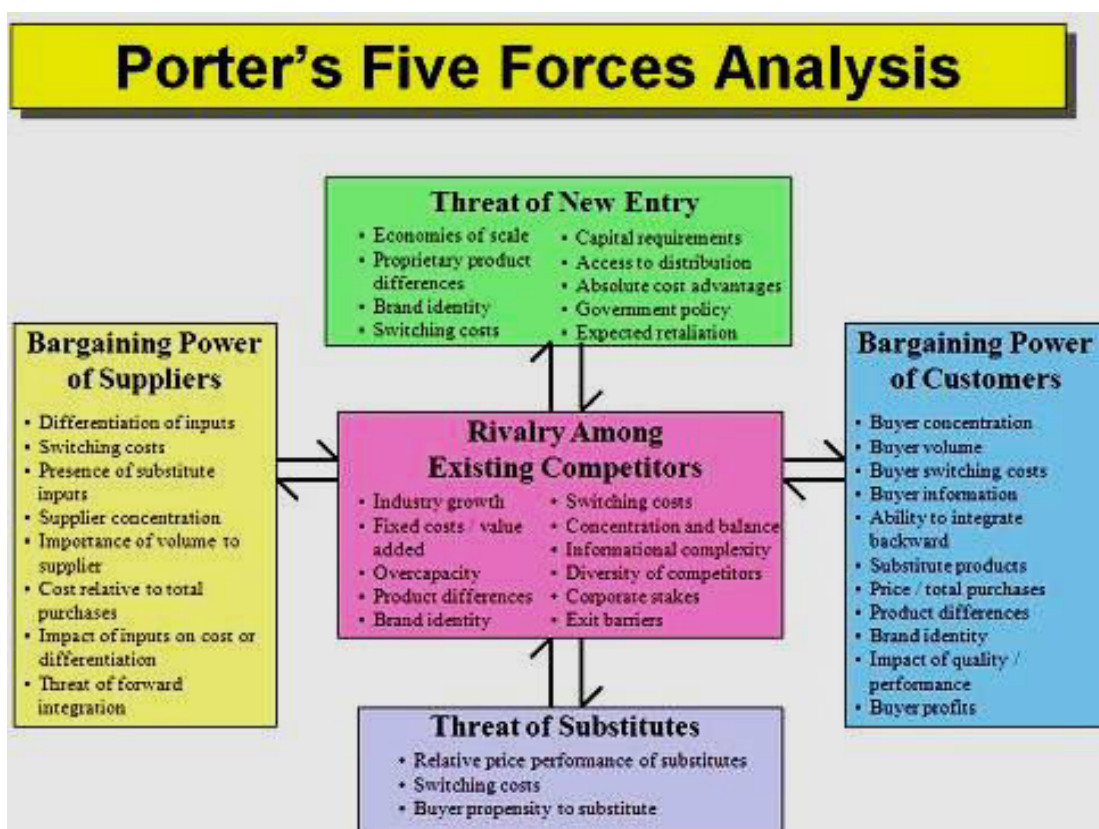 Porter's Five Forces Analysis
Threat of New Entry
• Economies of scale
• Proprietary product
differences
• Brand identity
• Switching costs
• Capital requirements
• Access to distribution
• Absolute cost advantages
• Government policy
• Expected retaliation
Bargaining Power
of Suppliers
• Differentiation of inputs
• Switching costs
• Presence of substitute
inputs
• Supplier concentration
• Importance of volume to
supplier
• Cost relative to total
purchases
• Impact of inputs on cost or
differentiation
• Threat of forward
integration
Rivalry Among
Existing Competitors
• Industry growth
• Fixed costs / value
added
• Overcapacity
• Product differences
• Brand identity
• Switching costs
• Concentration and balance
• Informational complexity
• Diversity of competitors
• Corporate stakes
• Exit barriers
Bargaining Power
of Customers
• Buyer concentration
• Buyer volume
• Buyer switching costs
• Buyer information
• Ability to integrate
backward
• Substitute products
• Price / total purchases
• Product differences
• Brand identity
• Impact of quality /
performance
• Buyer profits
Threat of Substitutes
• Relative price performance of substitutes
• Switching costs
• Buyer propensity to substitute